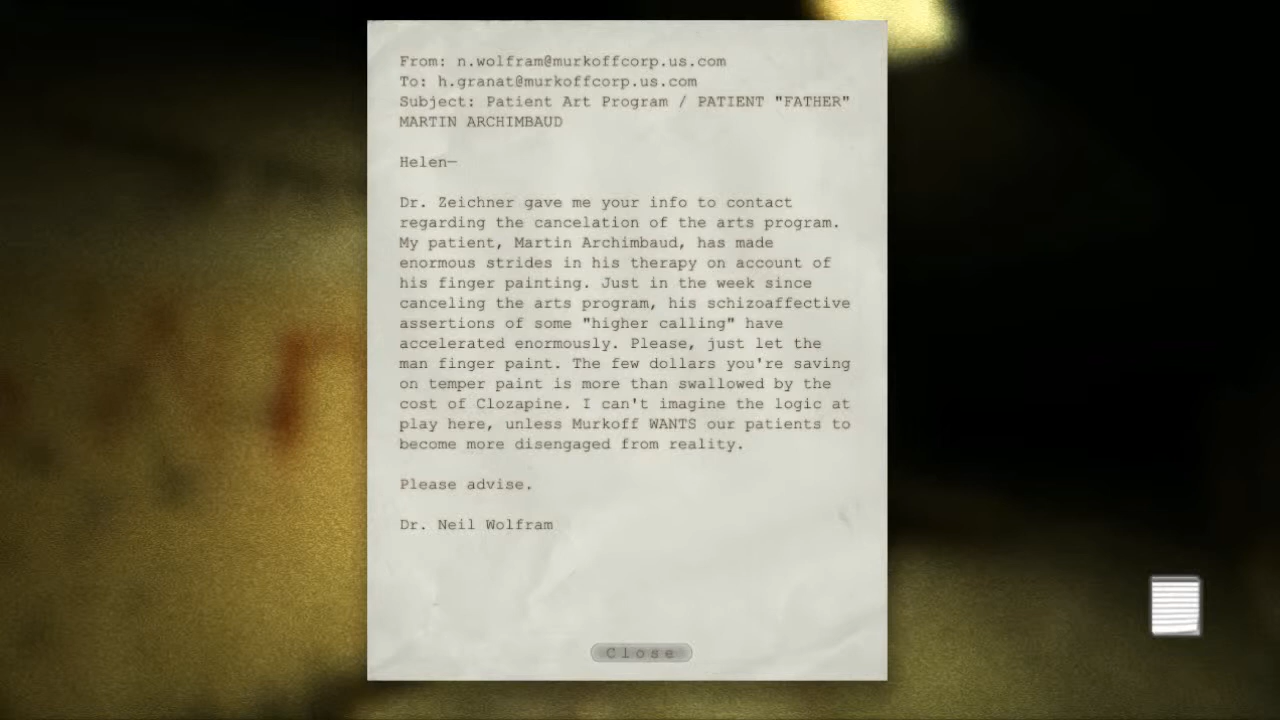 From: n.wolfram@murkoffcorp.us.com
To: h.granat@murkoffcorp.us.com
Subject: Patient Art Program / PATIENT "FATHER"
MARTIN ARCHIMBAUD
Helen—
Dr. Zeichner gave me your info to contact
regarding the cancelation of the arts program.
My patient, Martin Archimbaud, has made
enormous strides in his therapy on account of
his finger painting. Just in the week since
canceling the arts program, his schizoaffective
assertions of some "higher calling" have
accelerated enormously. Please, just let the
man finger paint. The few dollars you're saving
on temper paint is more than swallowed by the
cost of Clozapine. I can't imagine the logic at
play here, unless Murkoff WANTS our patients to
become more disengaged from reality.
Please advise.
Dr. Neil Wolfram
Close